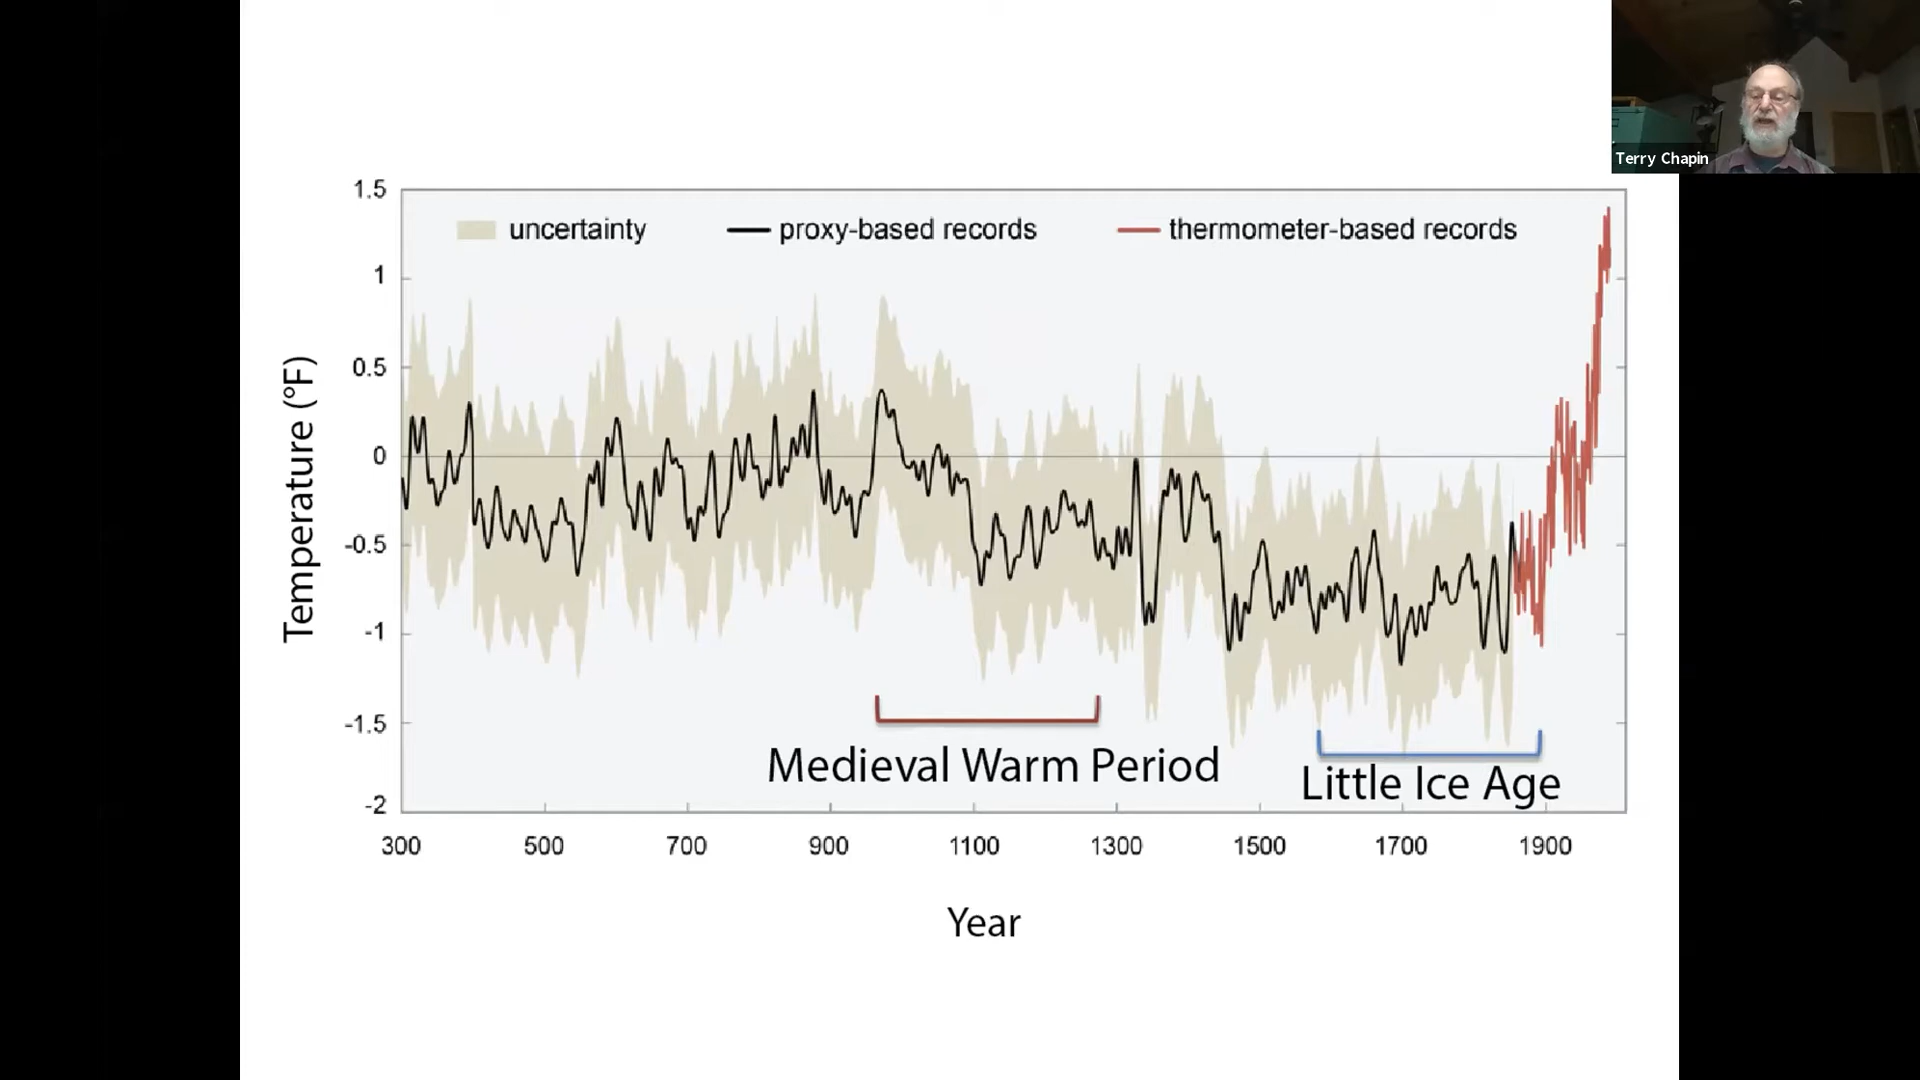 Terry Chapin
1.5
1
0.5
0
-0.5
-1
-1.5
-2
Temperature (°F)
uncertainty
proxy-based records
thermometer-based records
Medieval Warm Period
Little Ice Age
300 500 700 900 1100 1300 1500 1700 1900
Year